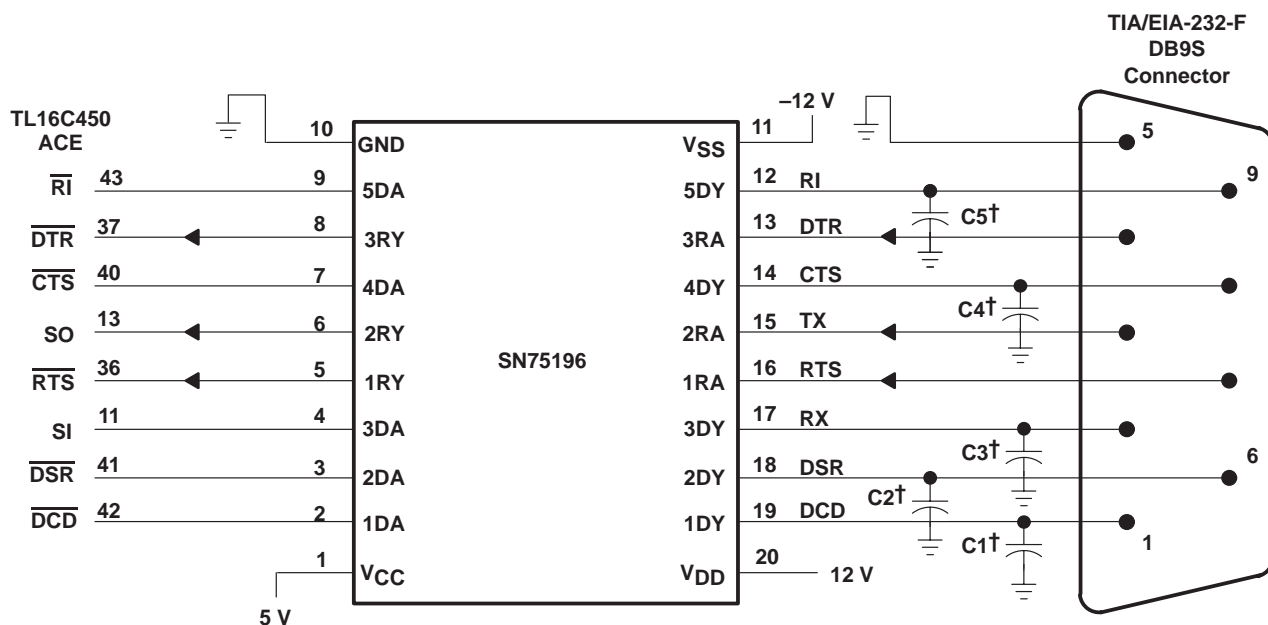 TIA/EIA-232-F
DB9S
Connector
TL16C450
ACE
–12 V
10 GND VSS 11 5
RI 43 9 5DA 5DY 12 RI C5† 9
DTR 37 8 3RY 3RA 13 DTR
CTS 40 7 4DA 4DY 14 CTS C4†
SO 13 6 2RY 2RA 15 TX
SN75196
RTS 36 5 1RY 1RA 16 RTS
SI 11 4 3DA 3DY 17 RX C3†
DSR 41 3 2DA 2DY 18 DSR C2† 6
DCD 42 2 1DA 1DY 19 DCD C1† 1
1 VCC VDD 20 12 V
5 V